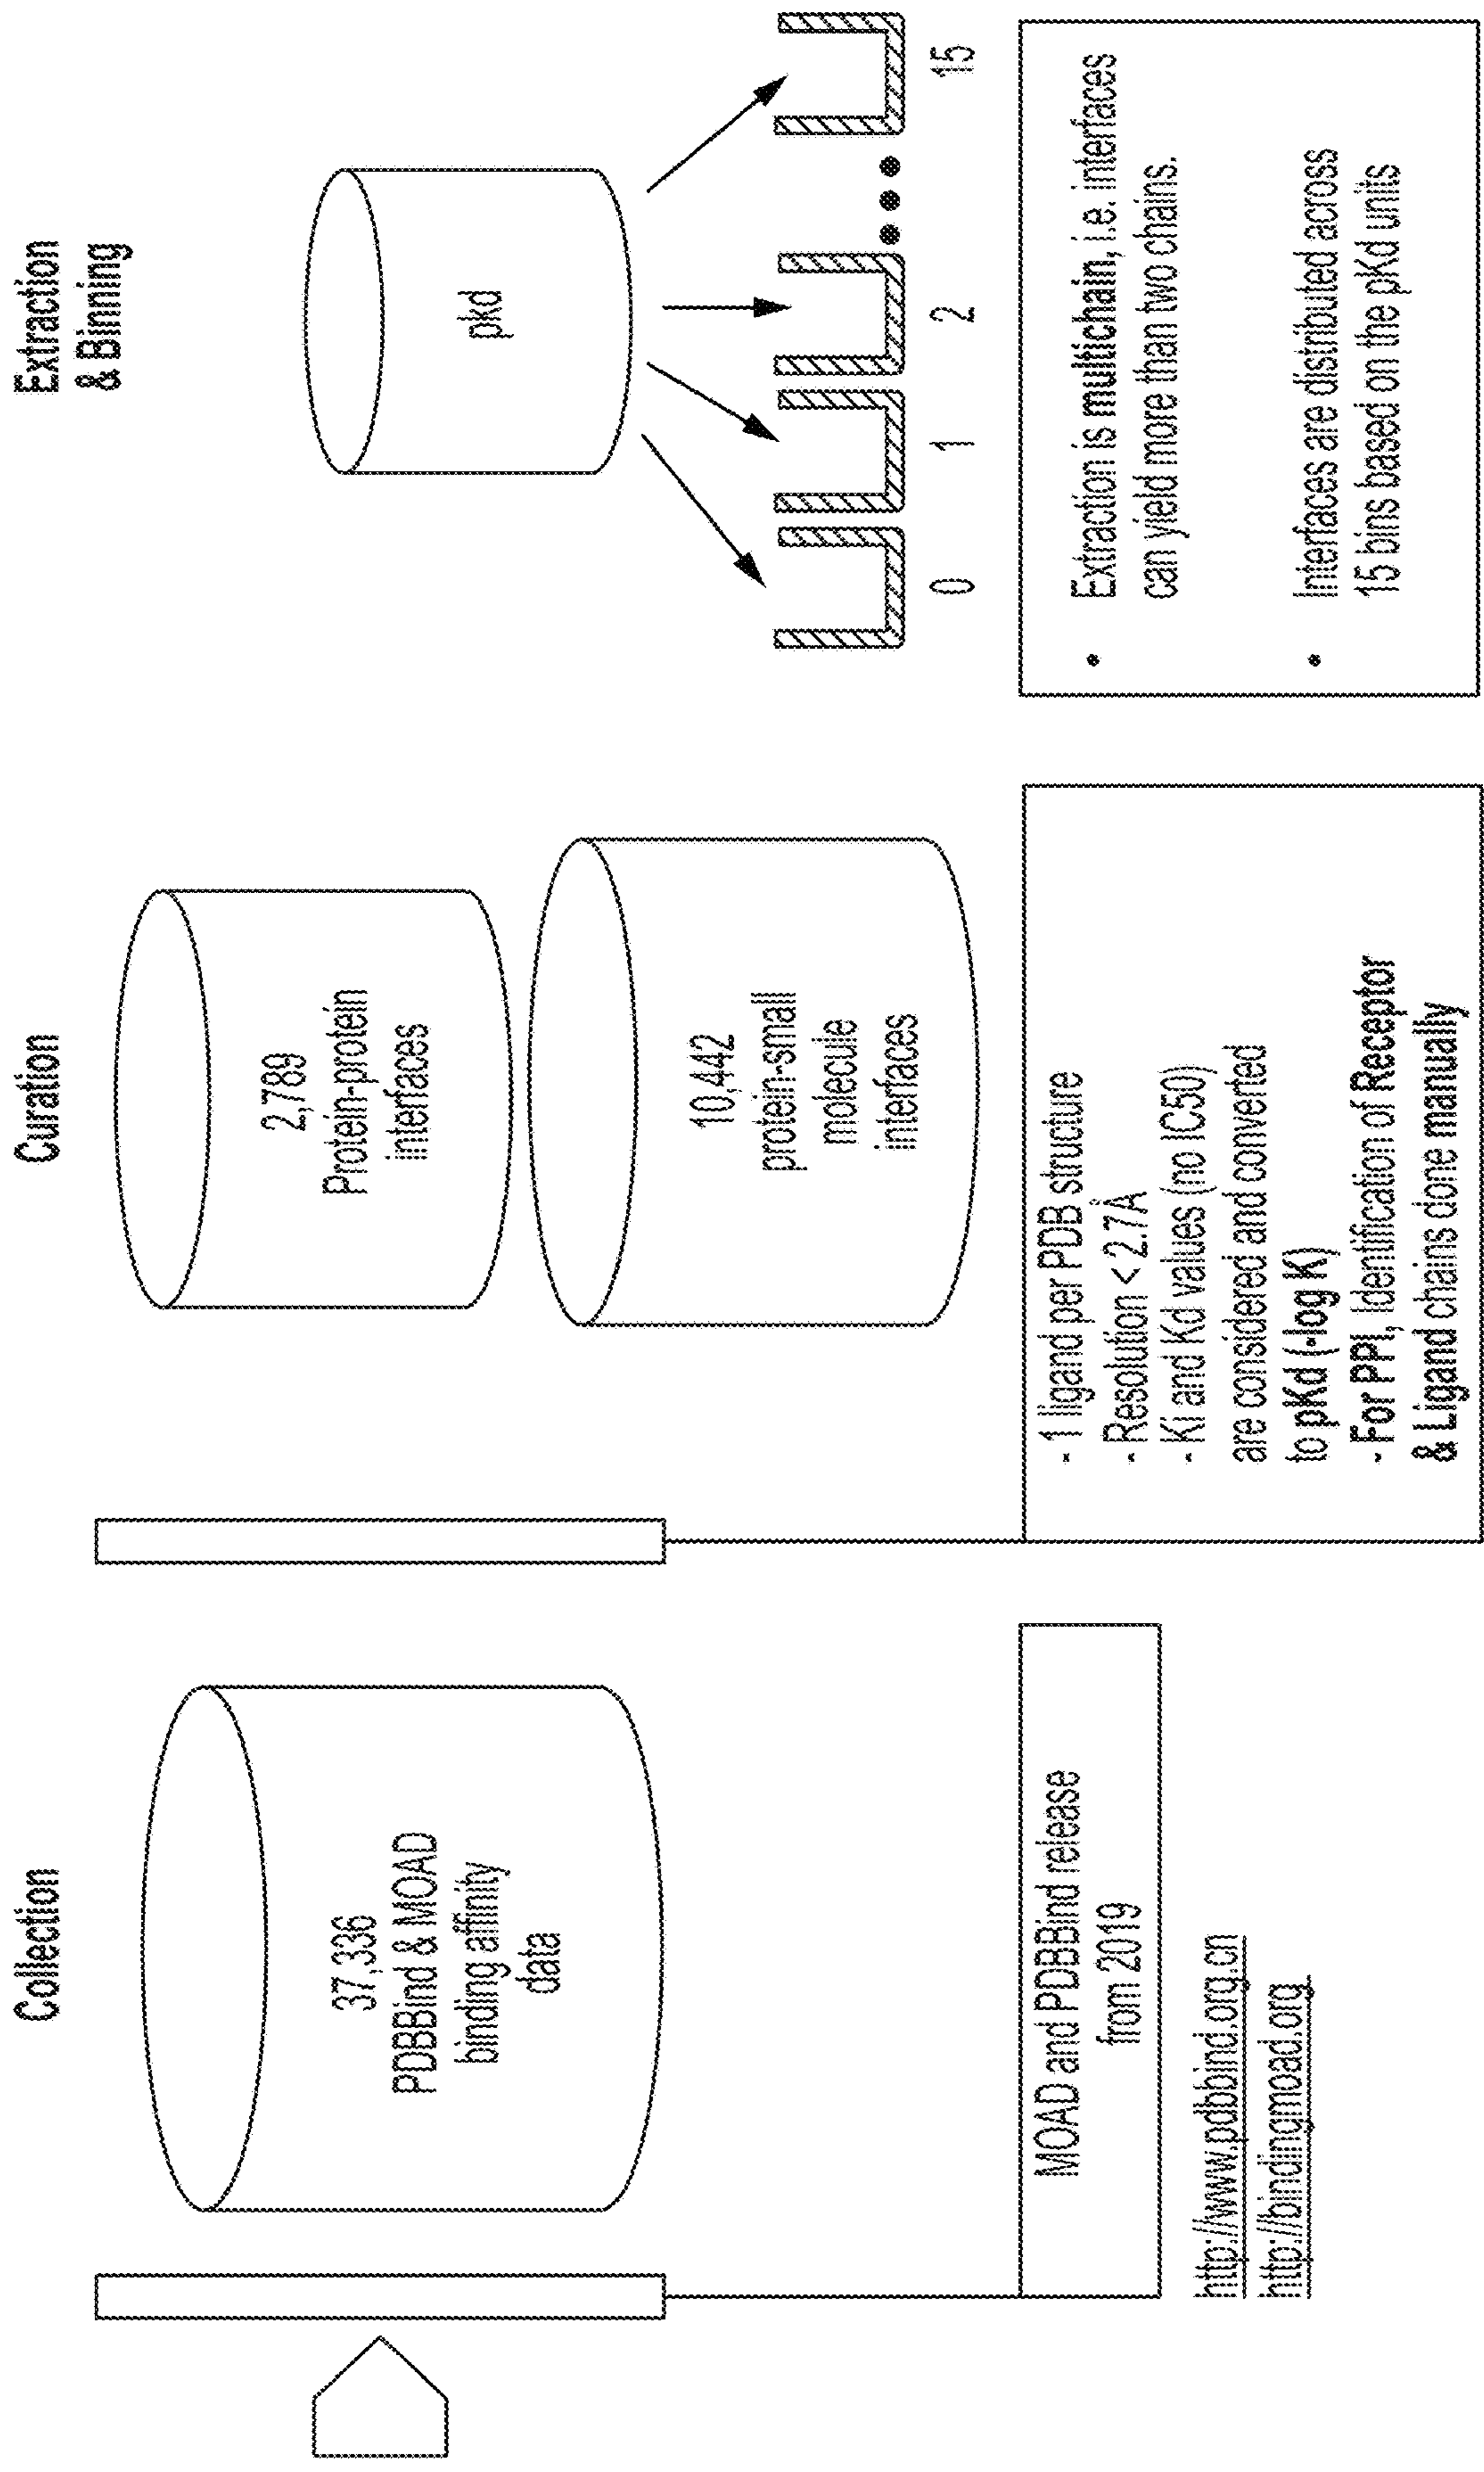 Collection
37,336
PDBBind & MOAD
binding affinity
data
MOAD and PDBBind release
from 2019
http://www.pdbbind.org.cn
http://bindingmoad.org
Curation
2,789
Protein-protein
interfaces
10,442
protein-small
molecule
interfaces
- 1 ligand per PDB structure
- Resolution < 2.7Å
- Ki and Kd values (no IC50)
are considered and converted
to pKd (-log K)
- For PPI, Identification of Receptor
& Ligand chains done manually
Extraction
& Binning
pkd
0 1 2 ••• 15
• Extraction is multichain, i.e. interfaces
can yield more than two chains.
• Interfaces are distributed across
15 bins based on the pKd units